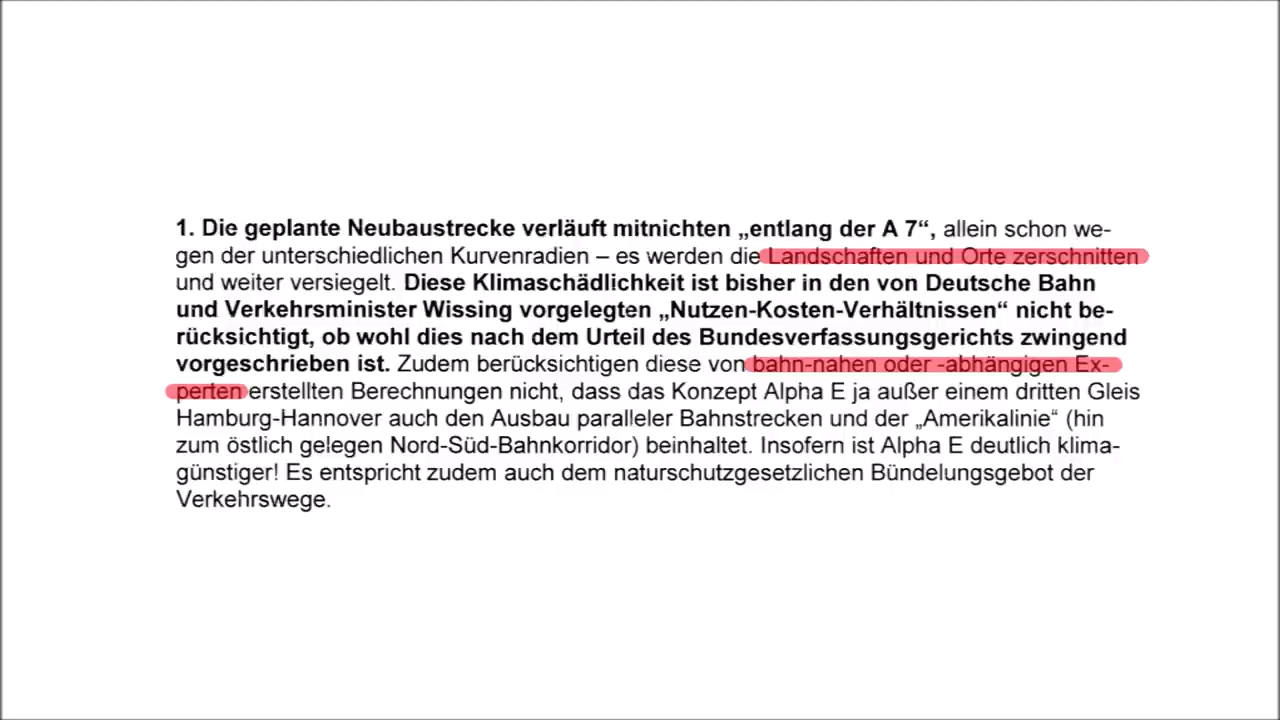 1. Die geplante Neubaustrecke verläuft mitnichten „entlang der A 7“, allein schon we-
gen der unterschiedlichen Kurvenradien – es werden die Landschaften und Orte zerschnitten
und weiter versiegelt. Diese Klimaschädlichkeit ist bisher in den von Deutsche Bahn
und Verkehrsminister Wissing vorgelegten „Nutzen-Kosten-Verhältnissen“ nicht be-
rücksichtigt, ob wohl dies nach dem Urteil des Bundesverfassungsgerichts zwingend
vorgeschrieben ist. Zudem berücksichtigen diese von bahn-nahen oder -abhängigen Ex-
perten erstellten Berechnungen nicht, dass das Konzept Alpha E ja außer einem dritten Gleis
Hamburg-Hannover auch den Ausbau paralleler Bahnstrecken und der „Amerikalinie“ (hin
zum östlich gelegen Nord-Süd-Bahnkorridor) beinhaltet. Insofern ist Alpha E deutlich klima-
günstiger! Es entspricht zudem auch dem naturschutzgesetzlichen Bündelungsgebot der
Verkehrswege.